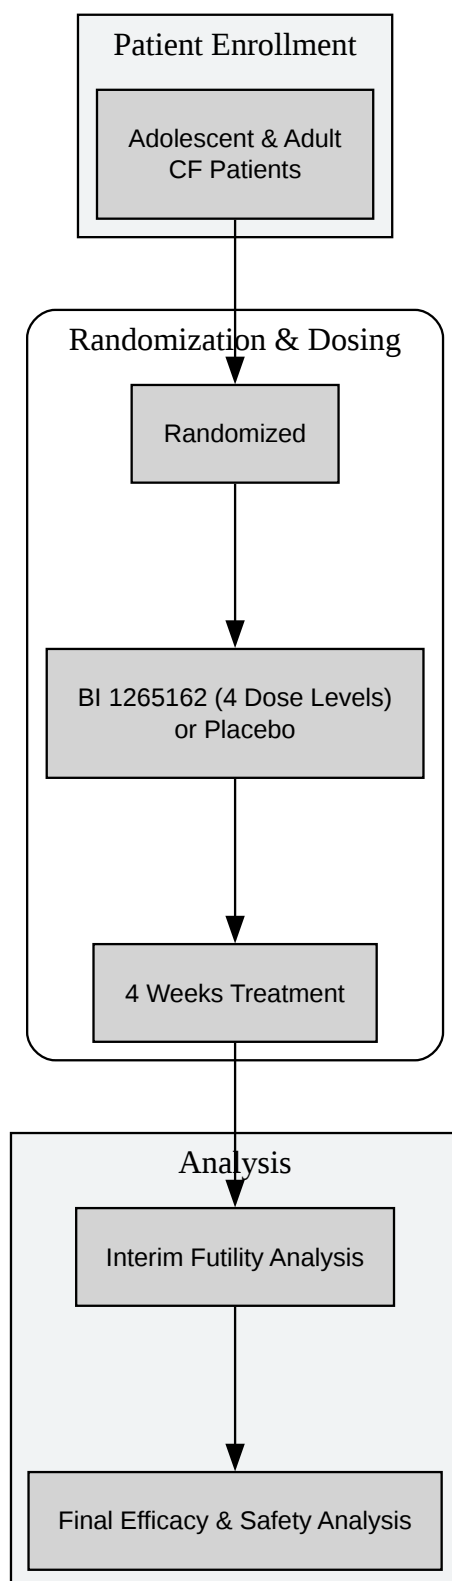 Patient Enrollment
Adolescent & Adult
CF Patients
Randomization & Dosing
Randomized
BI 1265162 (4 Dose Levels)
or Placebo
4 Weeks Treatment
Analysis
Interim Futility Analysis
Final Efficacy & Safety Analysis